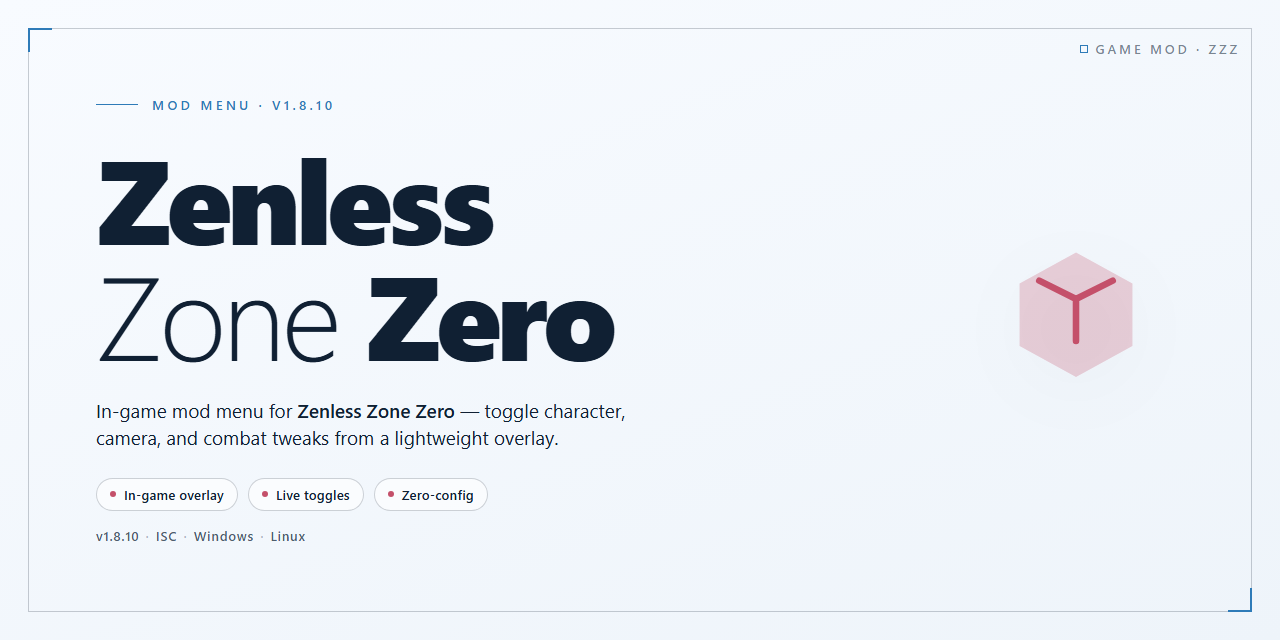 GAME MOD · ZZZ
MOD MENU · V1.8.10
Zenless
Zone Zero
In-game mod menu for Zenless Zone Zero — toggle character,
camera, and combat tweaks from a lightweight overlay.
In-game overlay
Live toggles
Zero-config
v1.8.10 · ISC · Windows · Linux